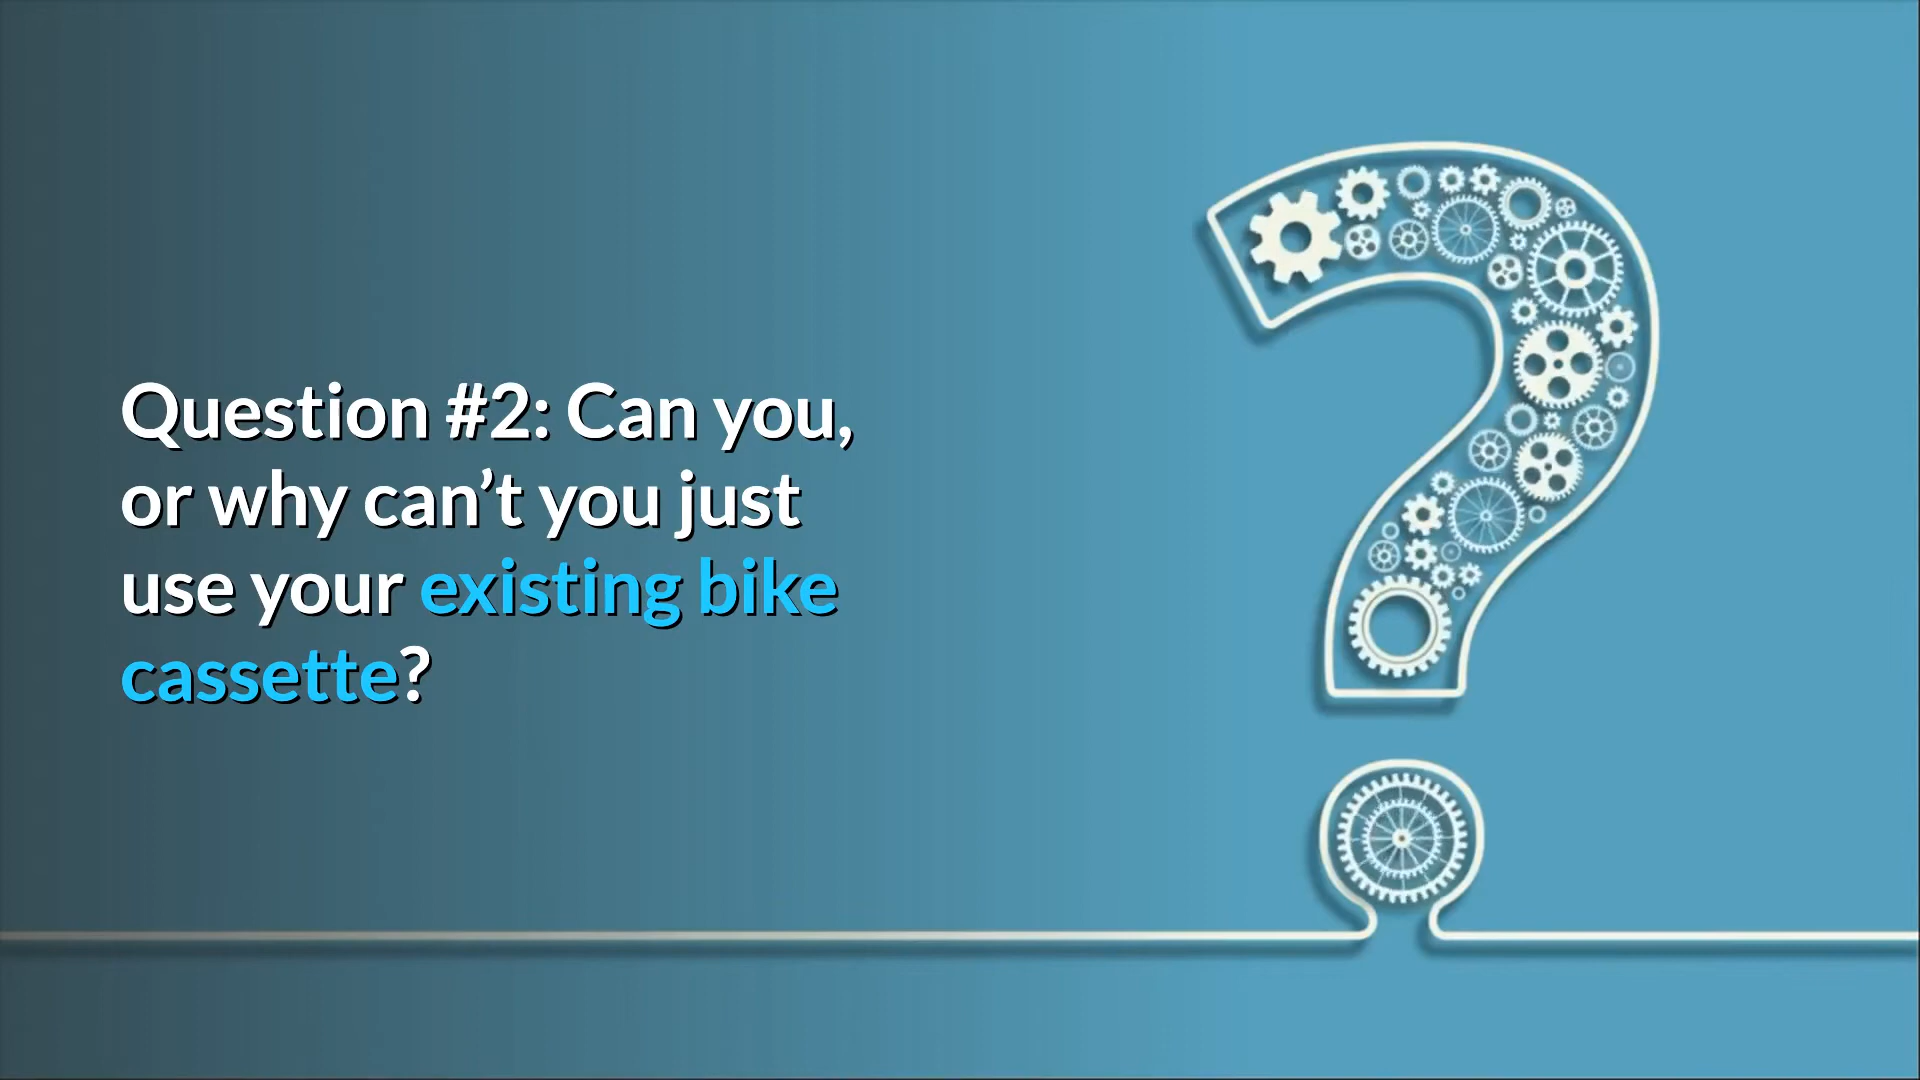 Question #2: Can you,
or why can’t you just
use your existing bike
cassette?